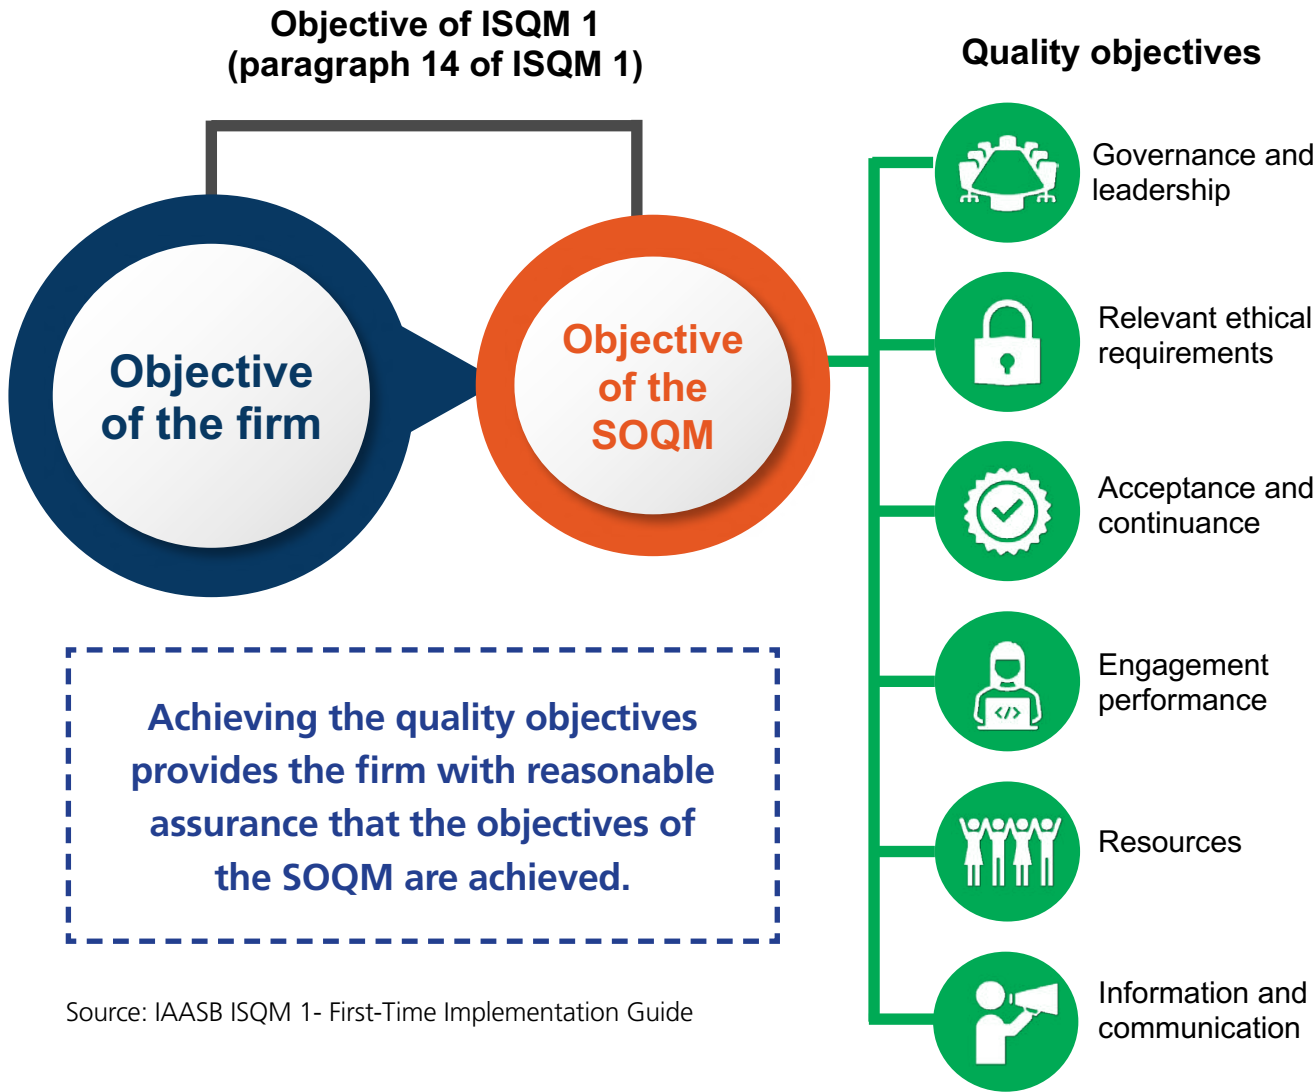 Objective of ISQM 1
(paragraph 14 of ISQM 1)
Quality objectives
Objective
of the firm
Objective
of the
SOQM
Governance and
leadership
Relevant ethical
requirements
Acceptance and
continuance
Engagement
performance
</>
Resources
Information and
communication
Achieving the quality objectives
provides the firm with reasonable
assurance that the objectives of
the SOQM are achieved.
Source: IAASB ISQM 1- First-Time Implementation Guide